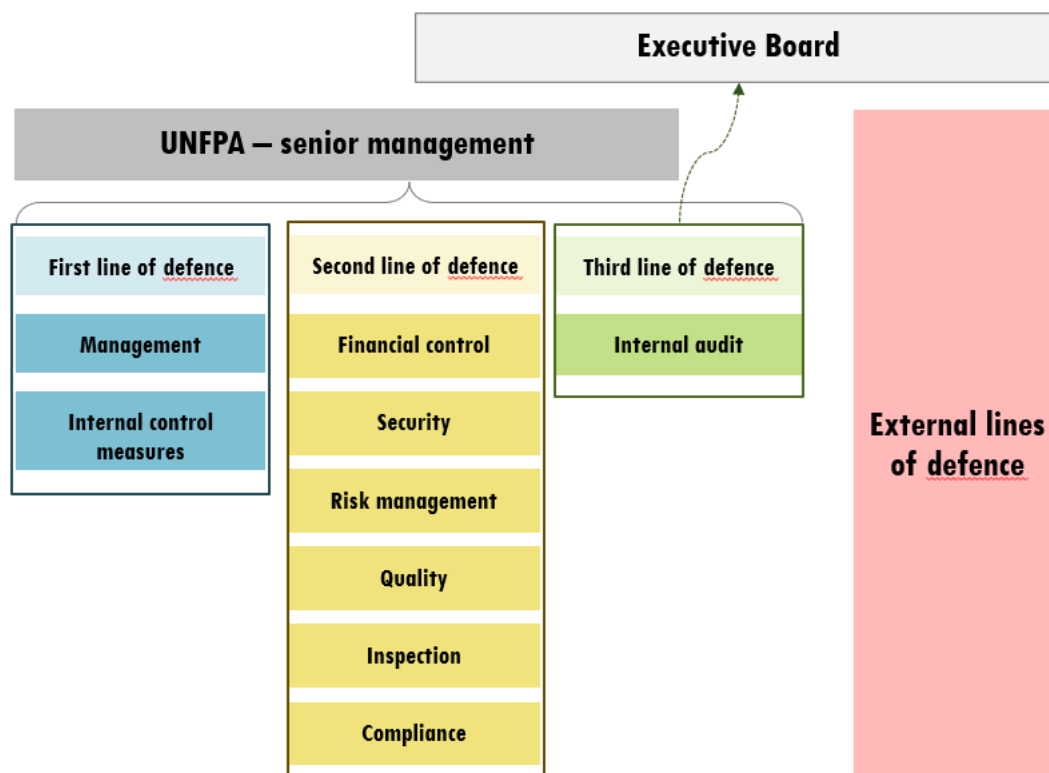 Executive Board
UNFPA – senior management
First line of defence
Management
Internal control
measures
Second line of defence
Financial control
Security
Risk management
Quality
Inspection
Compliance
Third line of defence
Internal audit
External lines
of defence